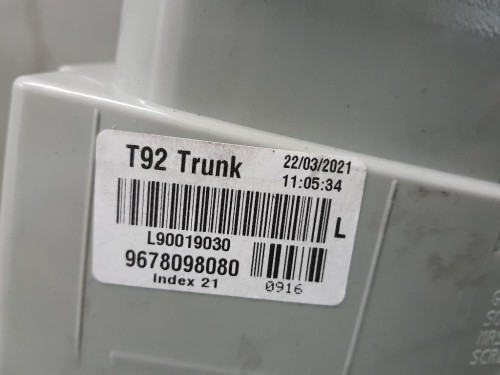 T92 Trunk 22/03/2021
11:05:34
L
L90019030
9678098080
Index 21
0916